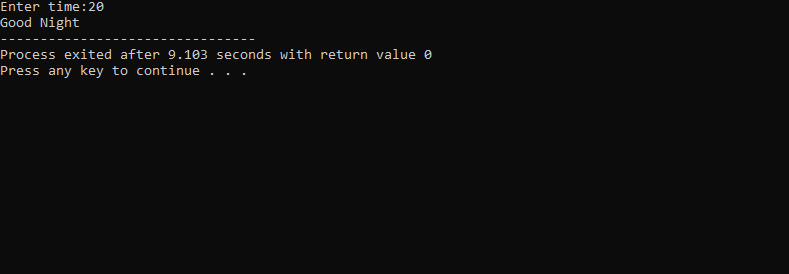 Enter time:20
Good Night
--------------------------------
Process exited after 9.103 seconds with return value 0
Press any key to continue . . .